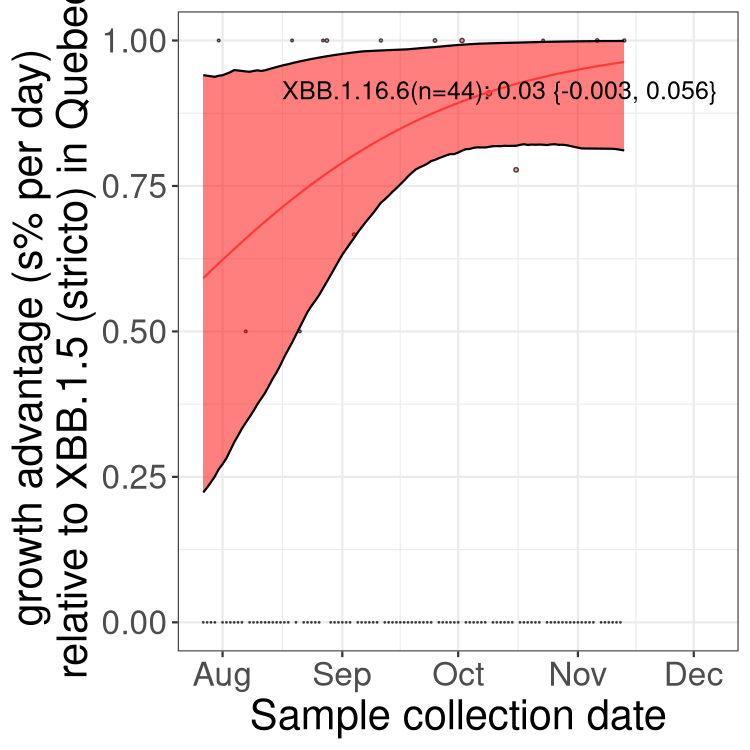 growth advantage (s% per day)
relative to XBB.1.5 (stricto) in Quebec
1.00
0.75
0.50
0.25
0.00
XBB.1.16.6(n=44): 0.03 {-0.003, 0.056}
Aug Sep Oct Nov Dec
Sample collection date